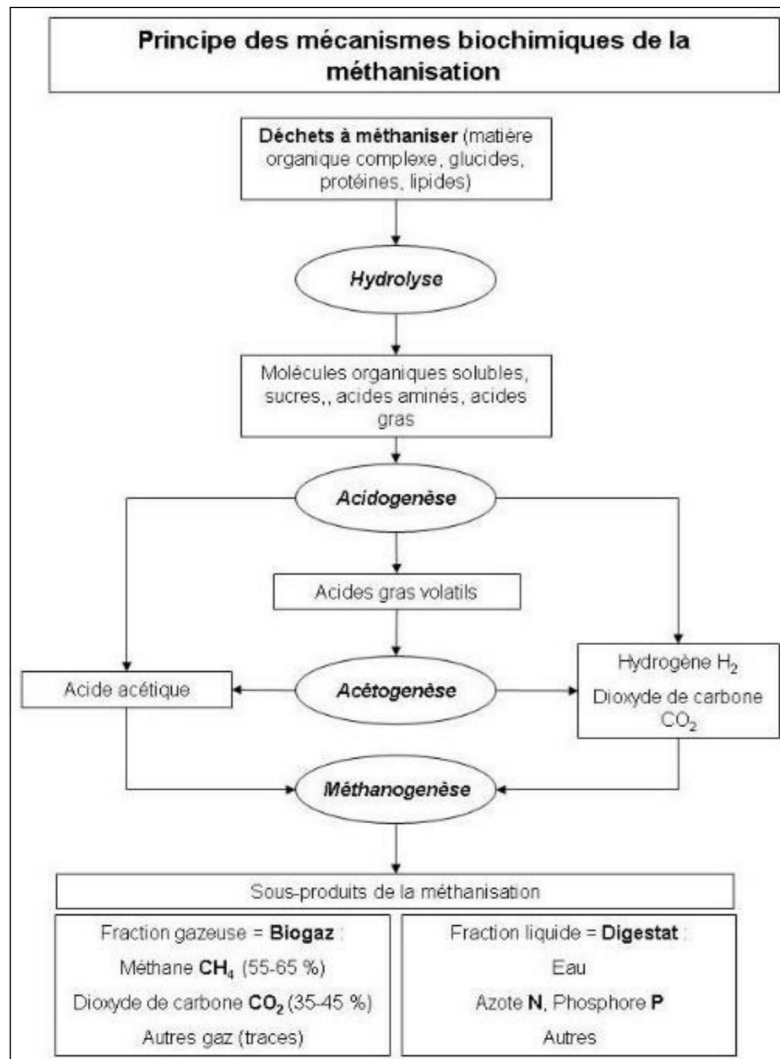 Principe des mécanismes biochimiques de la
méthanisation
Déchets à méthaniser (matière
organique complexe, glucides,
protéines, lipides)
Hydrolyse
Molécules organiques solubles,
sucres,, acides aminés, acides
gras
Acidogenèse
Acides gras volatils
Acide acétique
Acétogenèse
Hydrogène H₂
Dioxyde de carbone
CO₂
Méthanogenèse
Sous-produits de la méthanisation
Fraction gazeuse = Biogaz :
Méthane CH₄ (55-65 %)
Dioxyde de carbone CO₂ (35-45 %)
Autres gaz (traces)
Fraction liquide = Digestat :
Eau
Azote N, Phosphore P
Autres